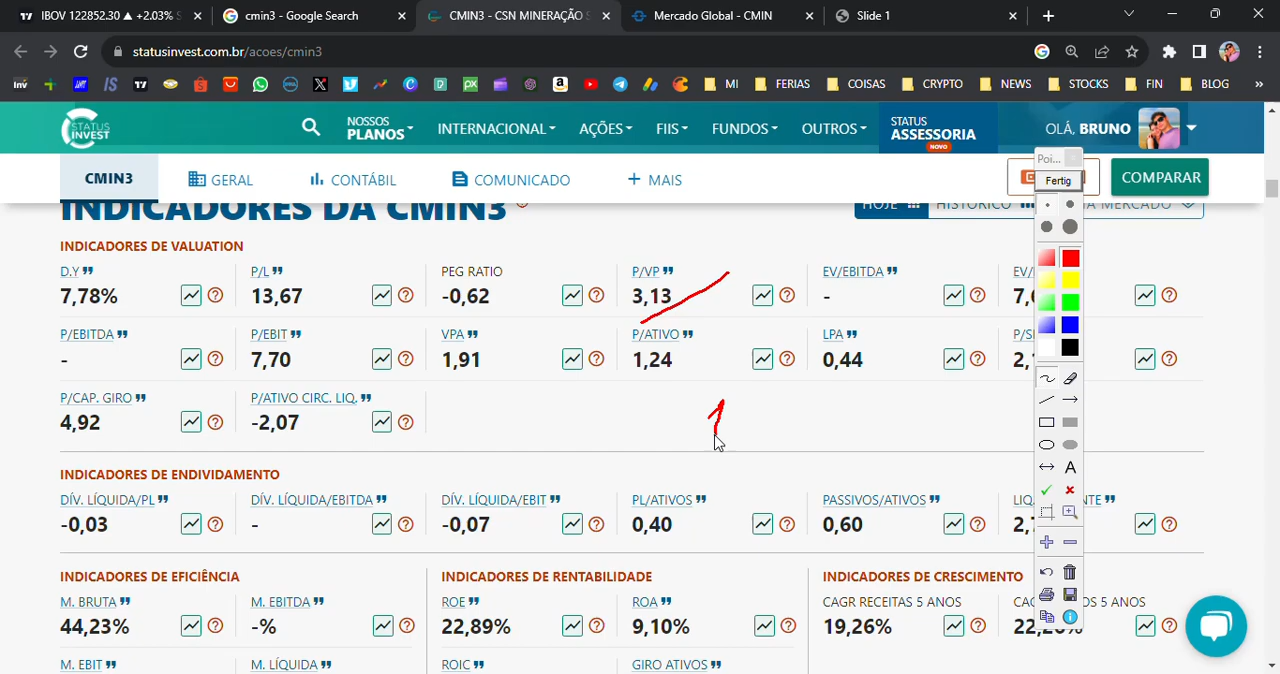 IBOV 122852.30 ▲ +2.03% S
cmin3 - Google Search
CMIN3 - CSN MINERAÇÃO S
Mercado Global - CMIN
Slide 1
statusinvest.com.br/acoes/cmin3
MI
FERIAS
COISAS
CRYPTO
NEWS
STOCKS
FIN
BLOG
»
STATUS INVEST
NOSSOS PLANOS
INTERNACIONAL
AÇÕES
FIIS
FUNDOS
OUTROS
STATUS ASSESSORIA
NOVO
OLÁ, BRUNO
CMIN3
GERAL
CONTÁBIL
COMUNICADO
+ MAIS
COMPARAR
Poi...
Fertig
INDICADORES DA CMIN3
HOJE
HISTÓRICO
MERCADO
INDICADORES DE VALUATION
D.Y
P/L
PEG RATIO
P/VP
EV/EBITDA
EV/
7,78%
13,67
-0,62
3,13
-
P/EBITDA
P/EBIT
VPA
P/ATIVO
LPA
-
7,70
1,91
1,24
0,44
P/CAP. GIRO
P/ATIVO CIRC. LIQ.
4,92
-2,07
1
INDICADORES DE ENDIVIDAMENTO
DÍV. LÍQUIDA/PL
DÍV. LÍQUIDA/EBITDA
DÍV. LÍQUIDA/EBIT
PL/ATIVOS
PASSIVOS/ATIVOS
-0,03
-
-0,07
0,40
0,60
INDICADORES DE EFICIÊNCIA
INDICADORES DE RENTABILIDADE
INDICADORES DE CRESCIMENTO
M. BRUTA
M. EBITDA
ROE
ROA
CAGR RECEITAS 5 ANOS
5 ANOS
44,23%
-%
22,89%
9,10%
19,26%
M. EBIT
M. LÍQUIDA
ROIC
GIRO ATIVOS